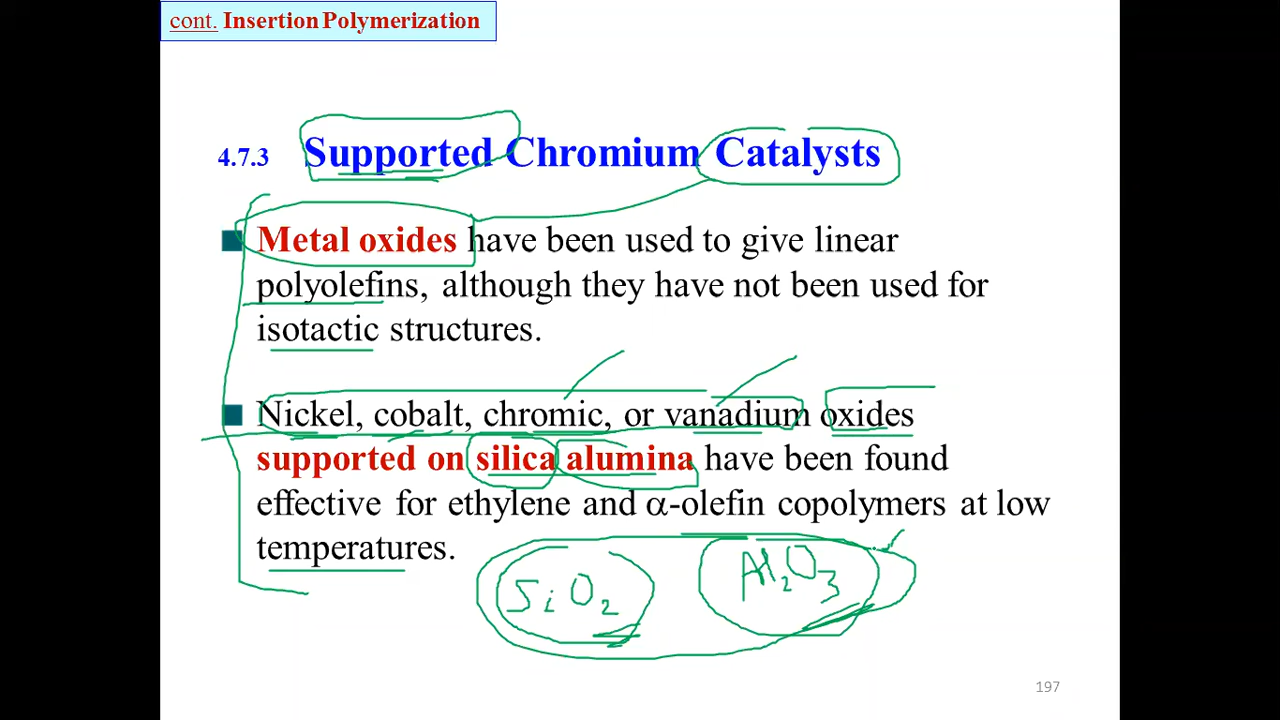 cont. Insertion Polymerization
4.7.3 Supported Chromium Catalysts
Metal oxides have been used to give linear
polyolefins, although they have not been used for
isotactic structures.
Nickel, cobalt, chromic, or vanadium oxides
supported on silica alumina have been found
effective for ethylene and α-olefin copolymers at low
temperatures.
SiO2 Al2O3
197